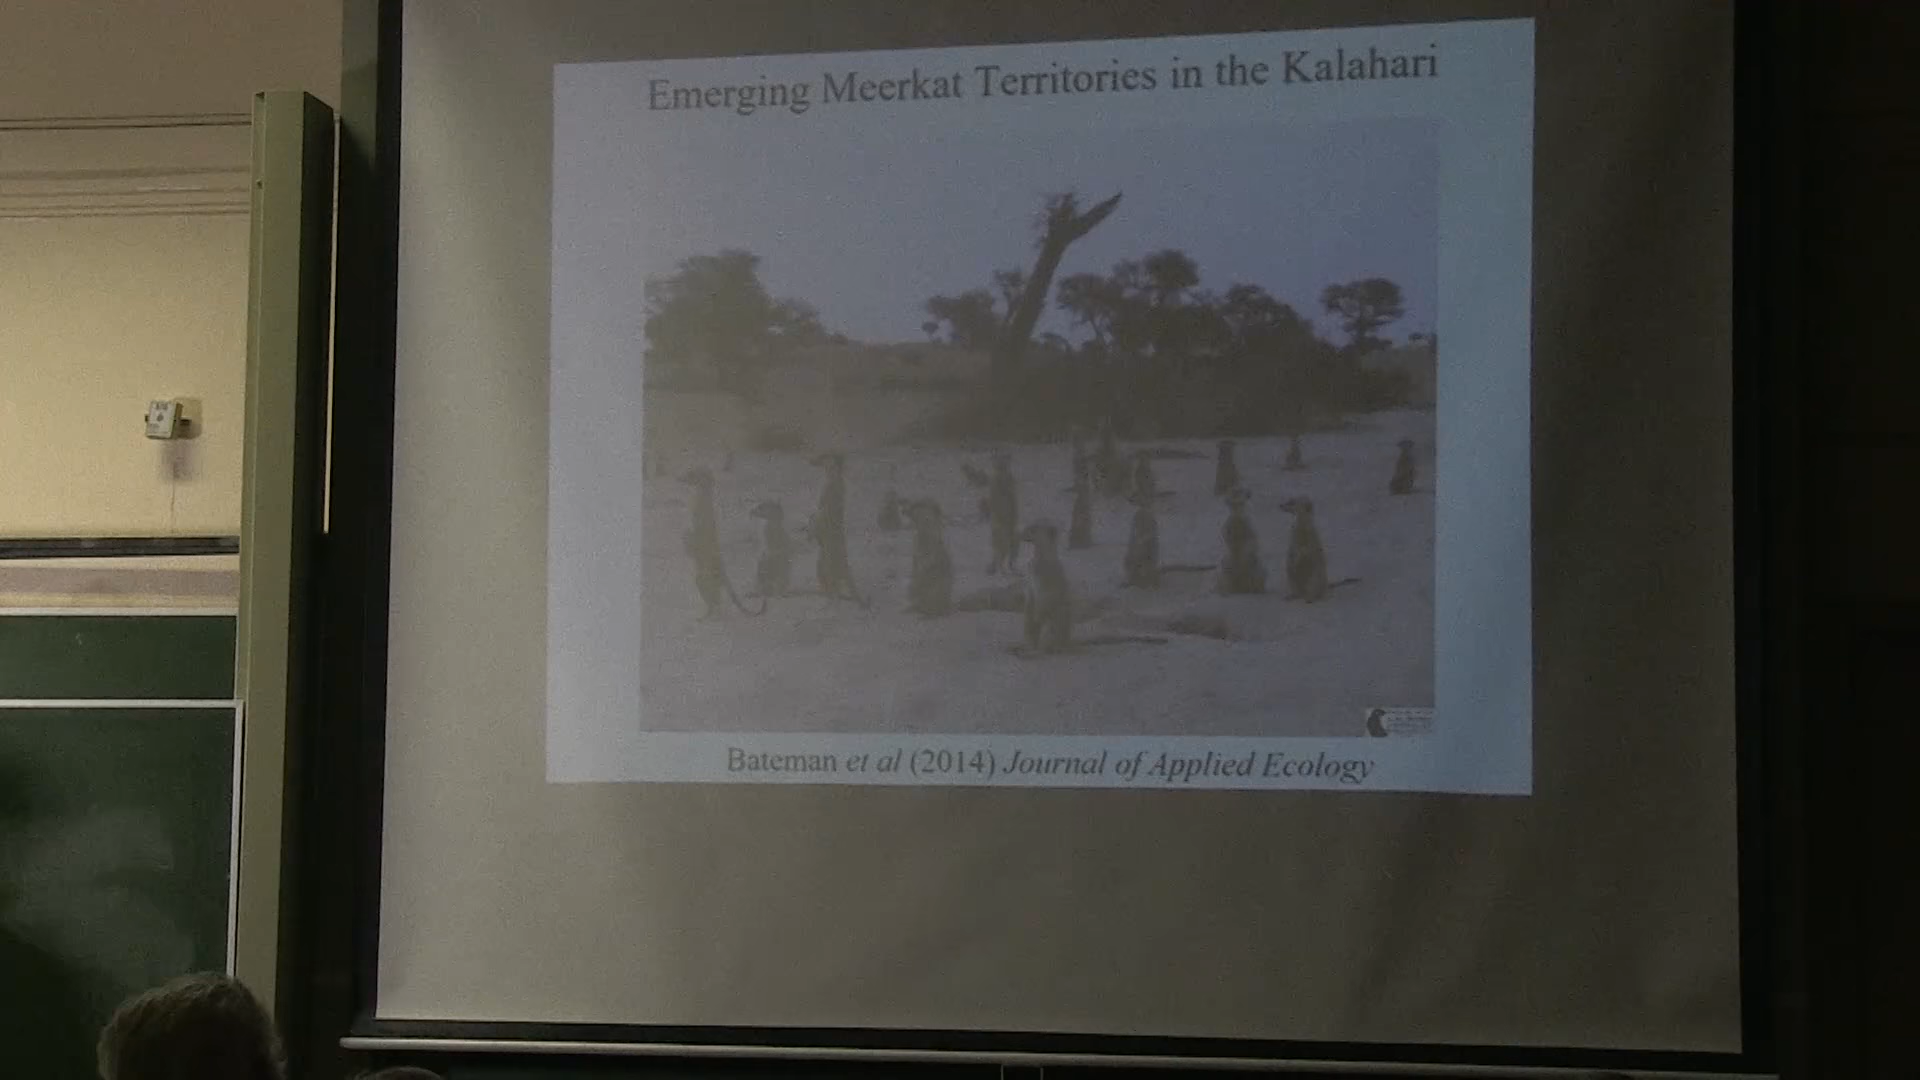 Emerging Meerkat Territories in the Kalahari
Bateman et al (2014) Journal of Applied Ecology